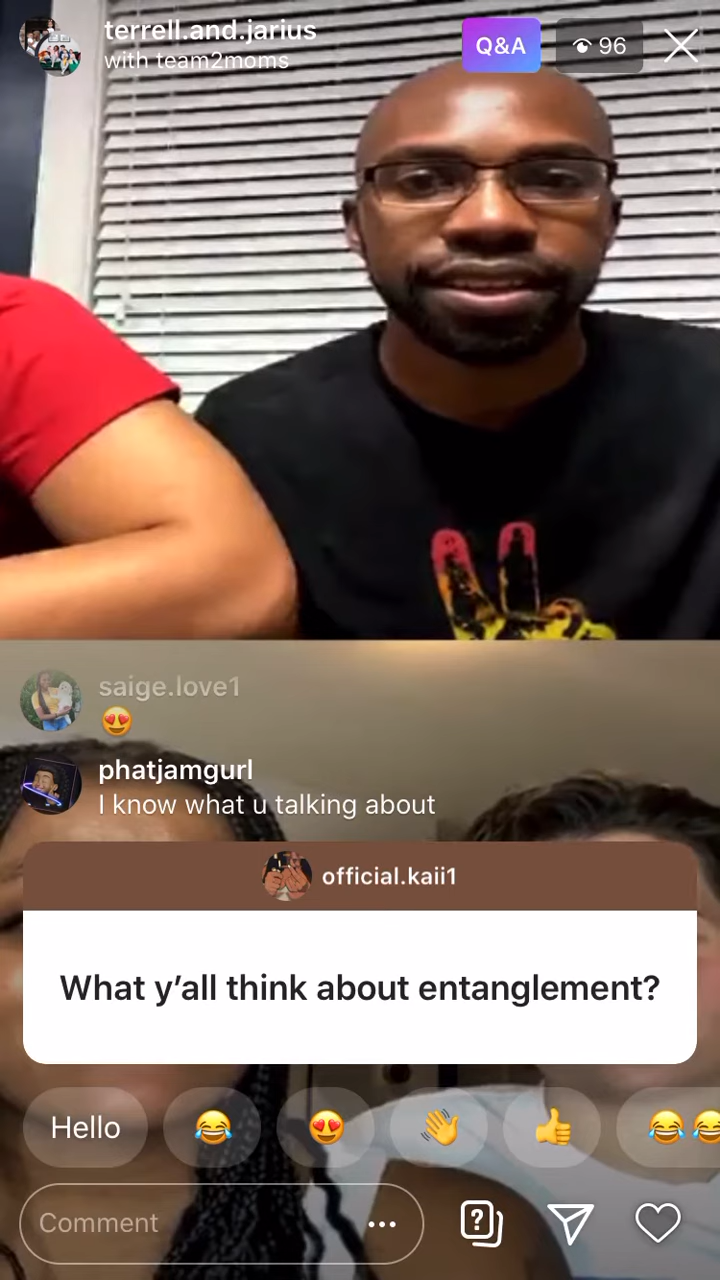 terrell.and.jarius
with team2moms
Q&A
96
saige.love1
😍
phatjamgurl
I know what u talking about
official.kaii1
What y’all think about entanglement?
Hello
😂
😍
👋
👍
😂😂
Comment